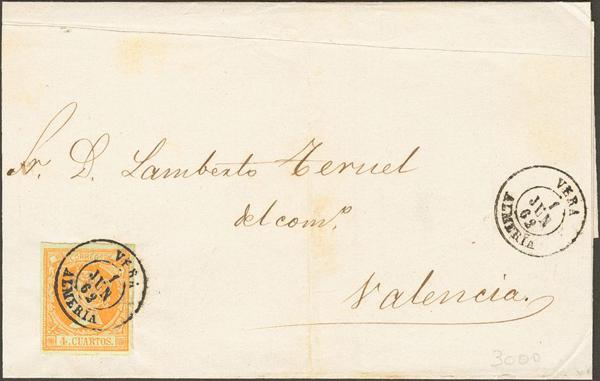 Sr. D. Lamberto Teruel
del comº
Valencia.
VERA
1
JUN
62
ALMERIA
CORREOS
VERA
1
JUN
62
ALMERIA
4 CUARTOS.
3000